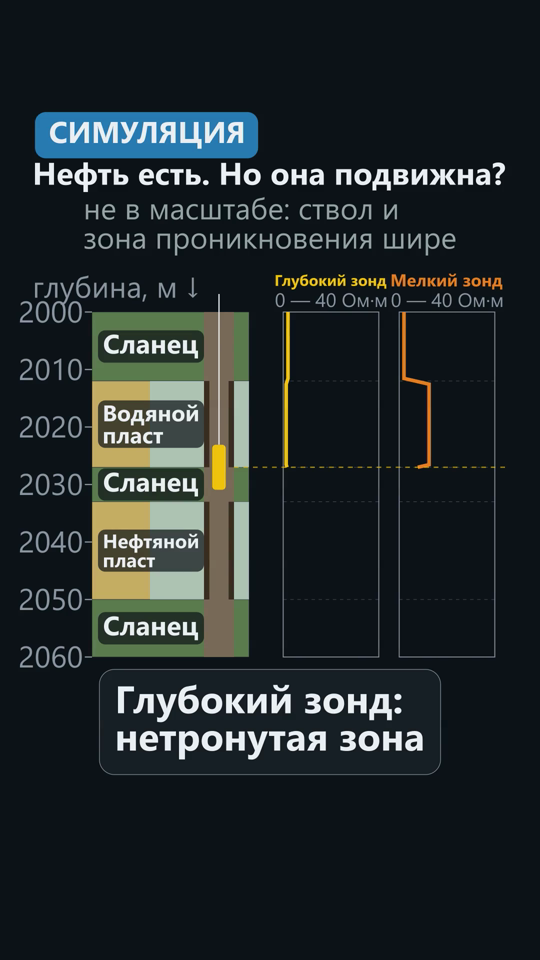 СИМУЛЯЦИЯ
Нефть есть. Но она подвижна?
не в масштабе: ствол и
зона проникновения шире
глубина, м ↓
Глубокий зонд
Мелкий зонд
0 — 40 Ом·м
0 — 40 Ом·м
2000
Сланец
2010
Водяной
пласт
2020
Сланец
2030
Нефтяной
пласт
2040
2050
Сланец
2060
Глубокий зонд:
нетронутая зона